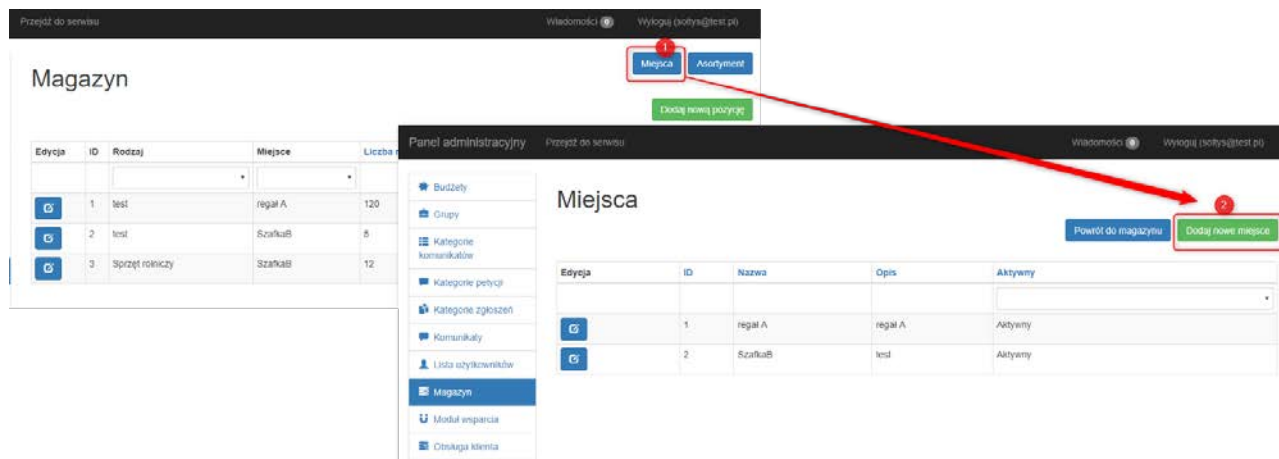 Przejdź do serwisu Wiadomości 0 Wyloguj (soltys@test.pl)
1
Magazyn
Miejsca Asortyment
Dodaj nową pozycję
Edycja ID Rodzaj Miejsce Liczba
1 test regał A 120
2 test SzafkaB 8
3 Sprzęt rolniczy SzafkaB 12
Panel administracyjny Przejdź do serwisu Wiadomości 0 Wyloguj (soltys@test.pl)
Budżety
Grupy
Kategorie
komunikatów
Kategorie petycji
Kategorie zgłoszeń
Komunikaty
Lista użytkowników
Magazyn
Moduł wsparcia
Obsługa klienta
Miejsca
2
Powrót do magazynu Dodaj nowe miejsce
Edycja ID Nazwa Opis Aktywny
1 regał A regał A Aktywny
2 SzafkaB test Aktywny